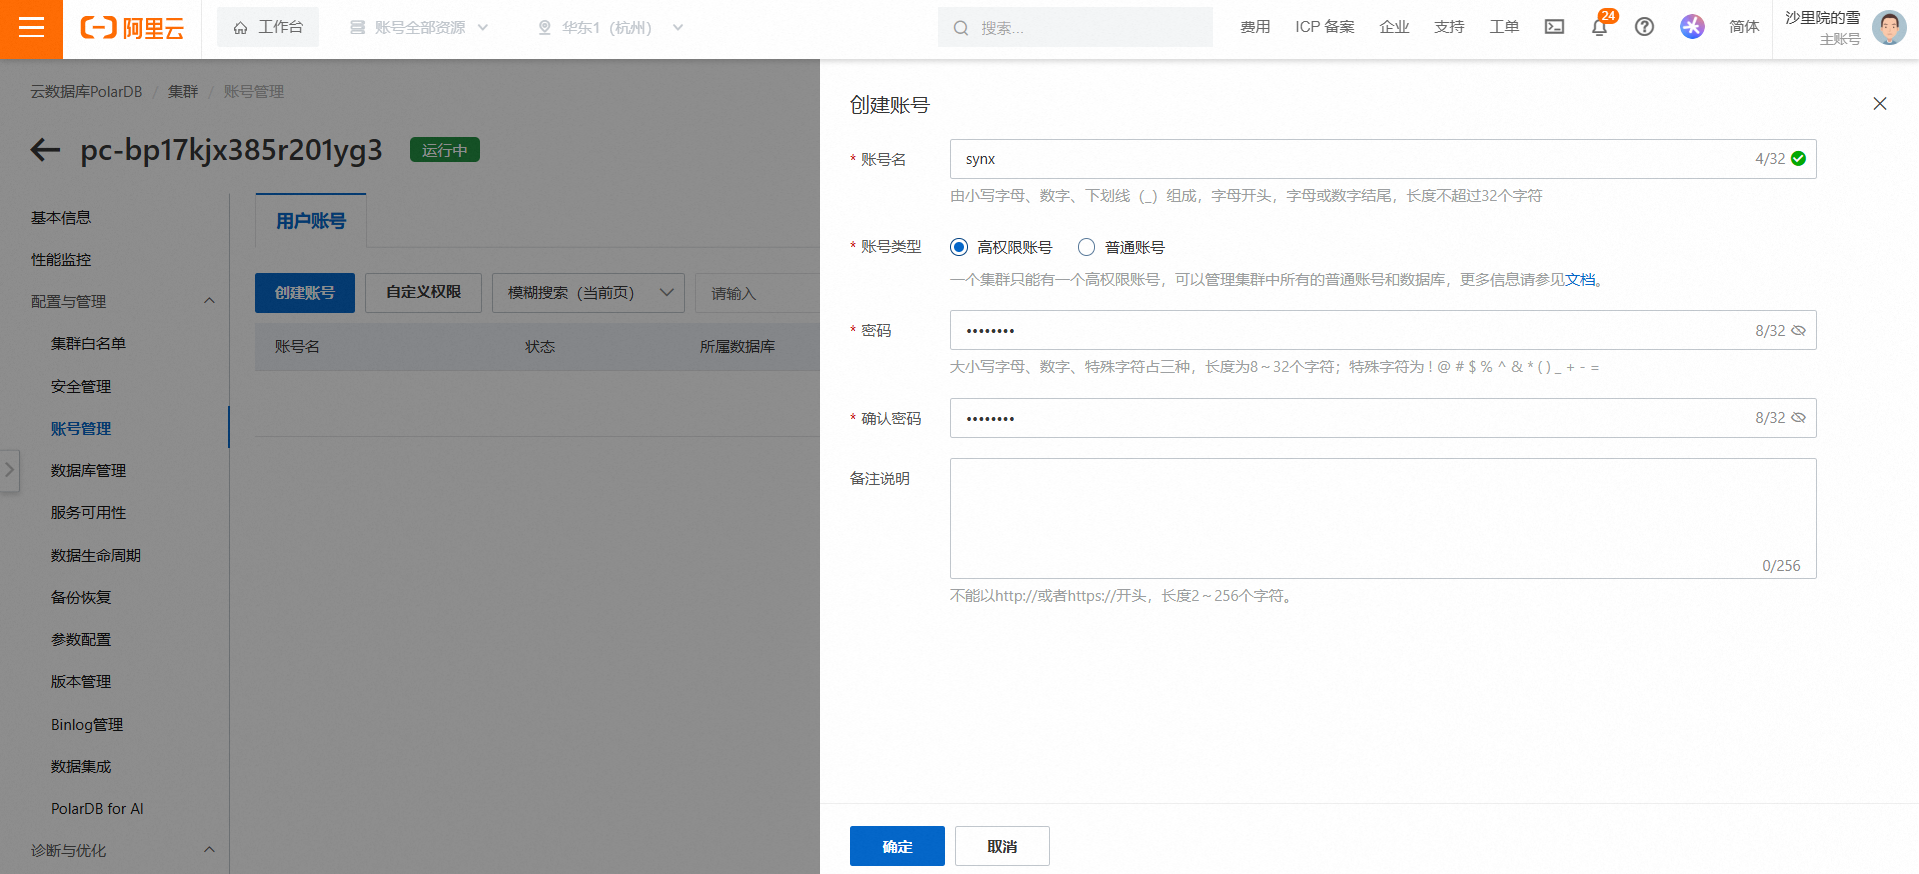 阿里云
工作台
账号全部资源
华东1（杭州）
搜索...
费用
ICP 备案
企业
支持
工单
24
简体
沙里院的雪
主账号
云数据库PolarDB / 集群 / 账号管理
pc-bp17kjx385r201yg3
运行中
基本信息
性能监控
配置与管理
集群白名单
安全管理
账号管理
数据库管理
服务可用性
数据生命周期
备份恢复
参数配置
版本管理
Binlog管理
数据集成
PolarDB for AI
诊断与优化
用户账号
创建账号
自定义权限
模糊搜索（当前页）
请输入
账号名
状态
所属数据库
创建账号
* 账号名
synx
4/32
由小写字母、数字、下划线（_）组成，字母开头，字母或数字结尾，长度不超过32个字符
* 账号类型
高权限账号
普通账号
一个集群只能有一个高权限账号，可以管理集群中所有的普通账号和数据库，更多信息请参见文档。
* 密码
••••••••
8/32
大小写字母、数字、特殊字符占三种，长度为8～32个字符；特殊字符为 ! @ # $ % ^ & * ( ) _ + - =
* 确认密码
••••••••
8/32
备注说明
0/256
不能以http://或者https://开头，长度2～256个字符。
确定
取消